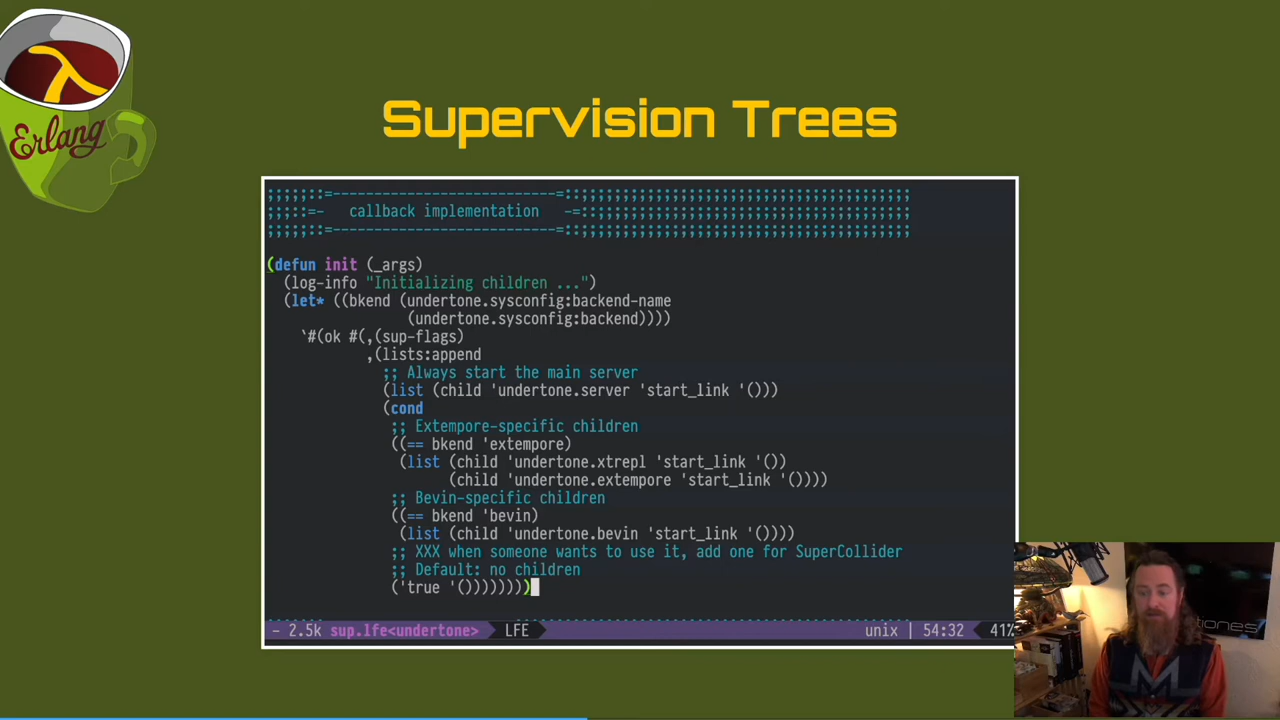 Erlang
Supervision Trees
;;;;;::=--------------------------=::;;;;;;;;;;;;;;;;;;;;;;;;;;;;;;;;;;;;;;;;
;;;::=-   callback implementation   -=::;;;;;;;;;;;;;;;;;;;;;;;;;;;;;;;;;;;;;;
;;;;;::=--------------------------=::;;;;;;;;;;;;;;;;;;;;;;;;;;;;;;;;;;;;;;;;
(defun init (_args)
(log-info "Initializing children ...")
(let* ((bkend (undertone.sysconfig:backend-name
(undertone.sysconfig:backend))))
`#(ok #(,(sup-flags)
,(lists:append
;; Always start the main server
(list (child 'undertone.server 'start_link '()))
(cond
;; Extempore-specific children
((== bkend 'extempore)
(list (child 'undertone.xtrepl 'start_link '())
(child 'undertone.extempore 'start_link '())))
;; Bevin-specific children
((== bkend 'bevin)
(list (child 'undertone.bevin 'start_link '())))
;; XXX when someone wants to use it, add one for SuperCollider
;; Default: no children
('true '()))))))))
- 2.5k sup.lfe<undertone> LFE unix | 54:32 41%